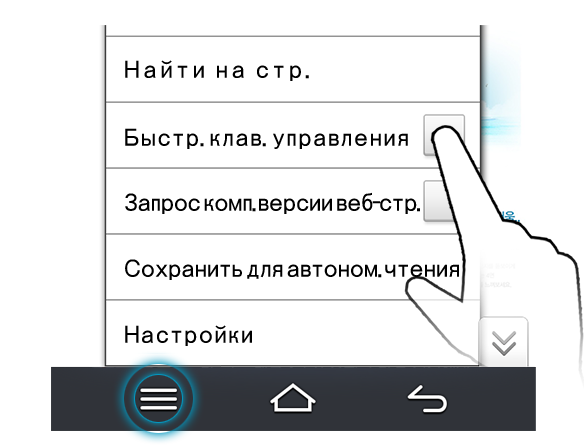 Найти на стр.
Быстр. клав. управления
Запрос комп.версии веб-стр.
Сохранить для автоном. чтения
Настройки